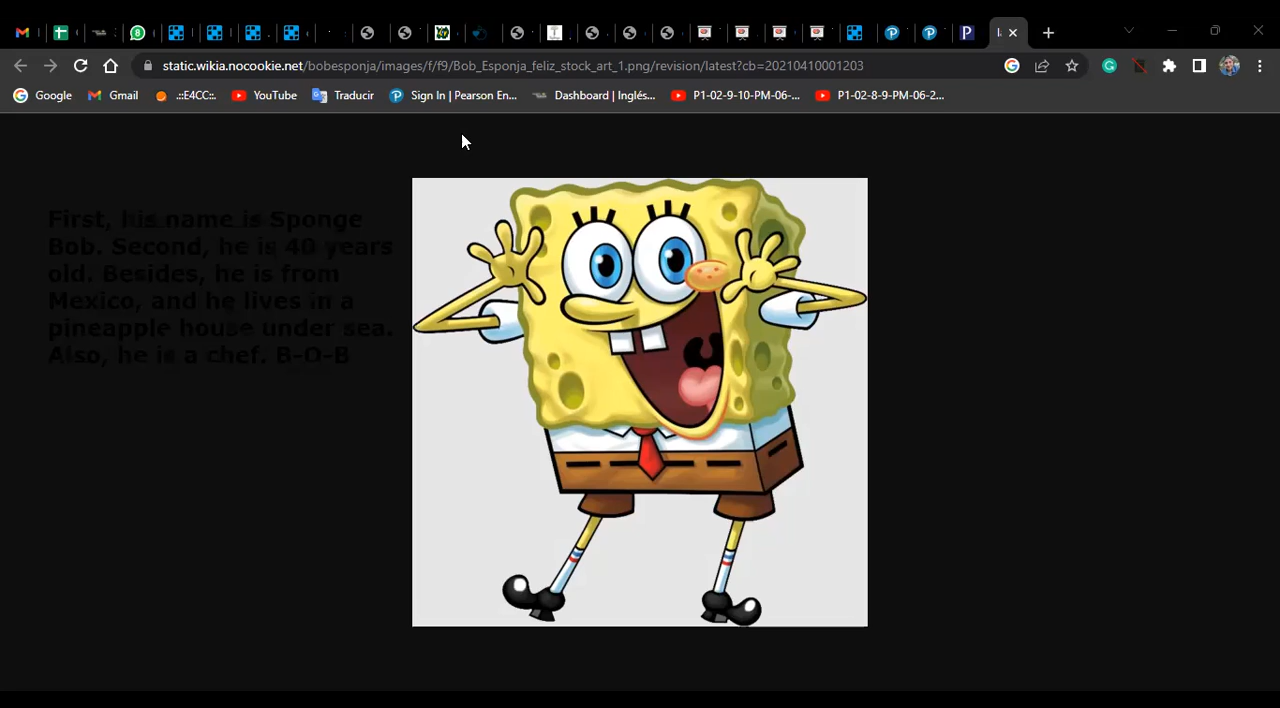 8
static.wikia.nocookie.net/bobesponja/images/f/f9/Bob_Esponja_feliz_stock_art_1.png/revision/latest?cb=20210410001203
Google Gmail .::E4CC::. YouTube Traducir Sign In | Pearson En... Dashboard | Inglés... P1-02-9-10-PM-06-... P1-02-8-9-PM-06-2...
First, his name is Sponge
Bob. Second, he is 40 years
old. Besides, he is from
Mexico, and he lives in a
pineapple house under sea.
Also, he is a chef. B-O-B